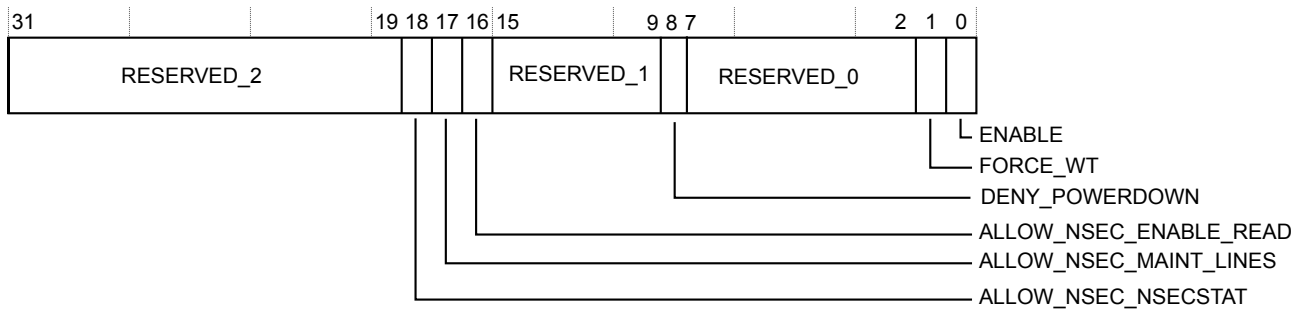 31 19 18 17 16 15 9 8 7 2 1 0
RESERVED_2 RESERVED_1 RESERVED_0
ENABLE
FORCE_WT
DENY_POWERDOWN
ALLOW_NSEC_ENABLE_READ
ALLOW_NSEC_MAINT_LINES
ALLOW_NSEC_NSECSTAT